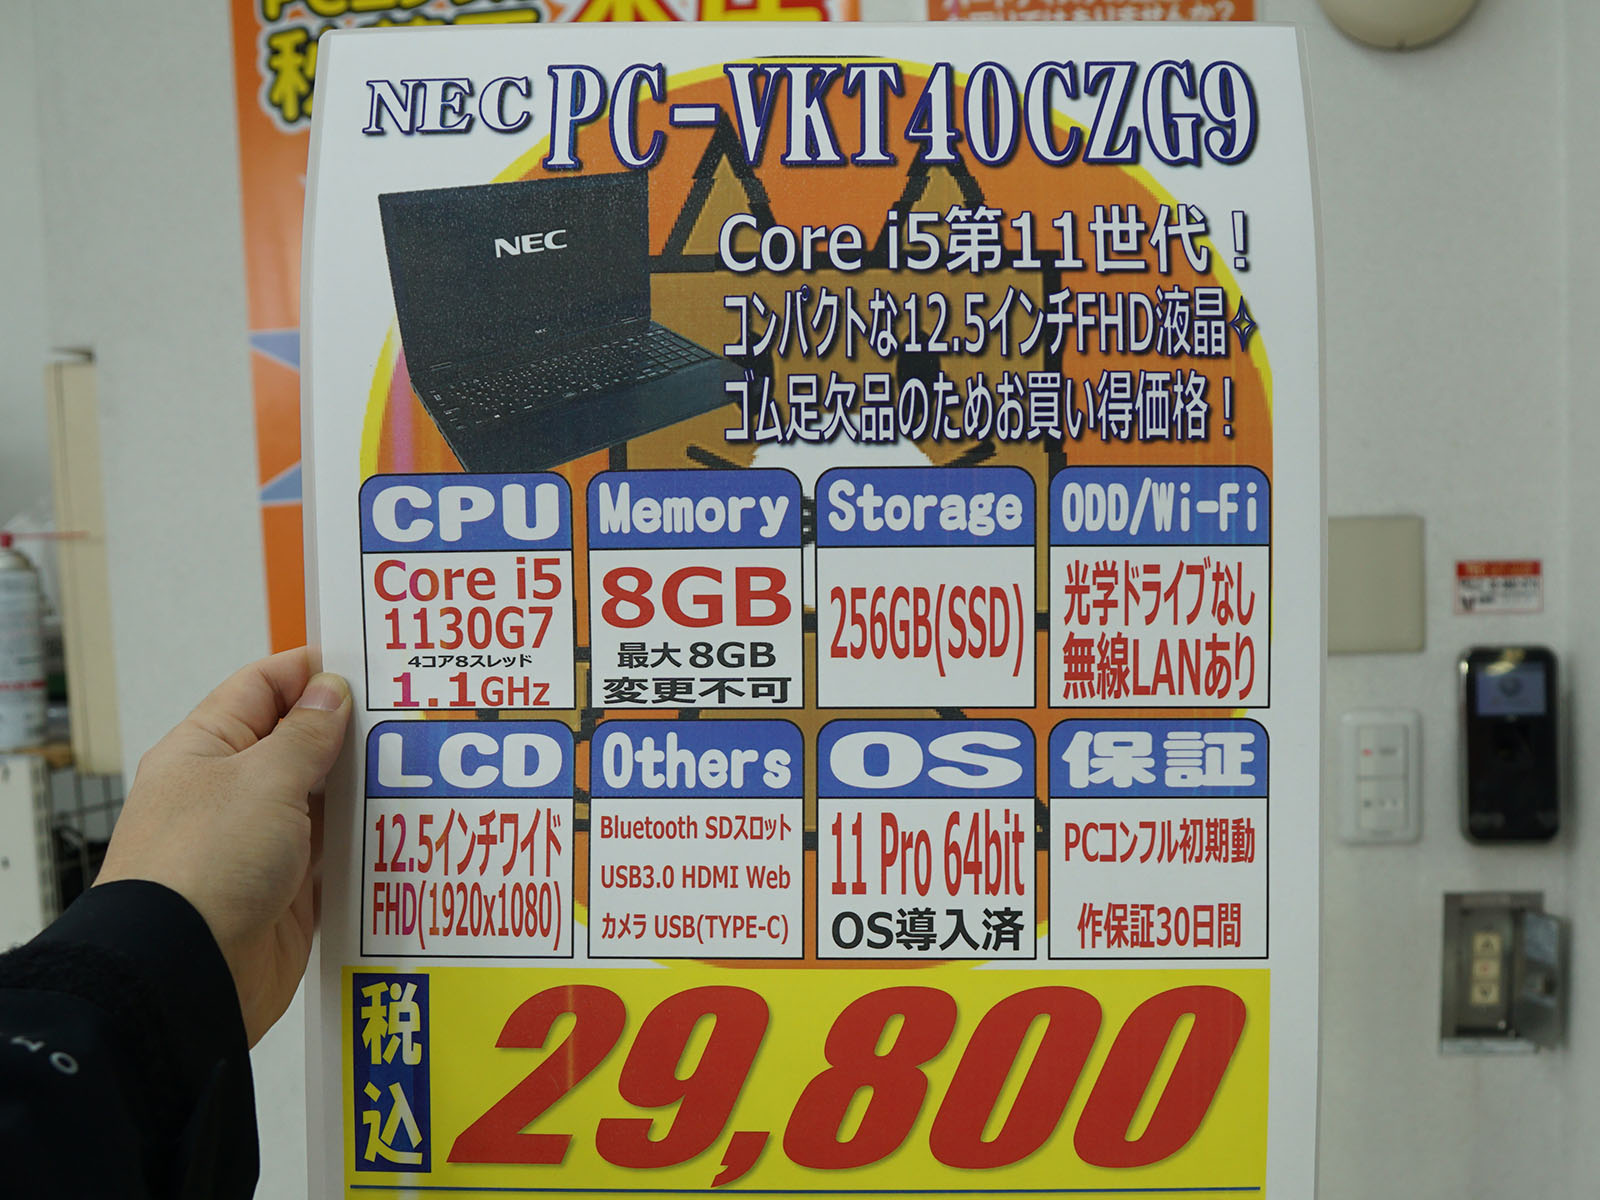 NEC PC-VKT40CZG9
NEC
Core i5第11世代！
コンパクトな12.5インチFHD液晶✧
ゴム足欠品のためお買い得価格！
CPU
Core i5
1130G7
4コア8スレッド
1.1GHz
Memory
8GB
最大8GB
変更不可
Storage
256GB(SSD)
ODD/Wi-Fi
光学ドライブなし
無線LANあり
LCD
12.5インチワイド
FHD(1920x1080)
Others
Bluetooth SDスロット
USB3.0 HDMI Web
カメラ USB(TYPE-C)
OS
11 Pro 64bit
OS導入済
保証
PCコンフル初期動
作保証30日間
税込
29,800